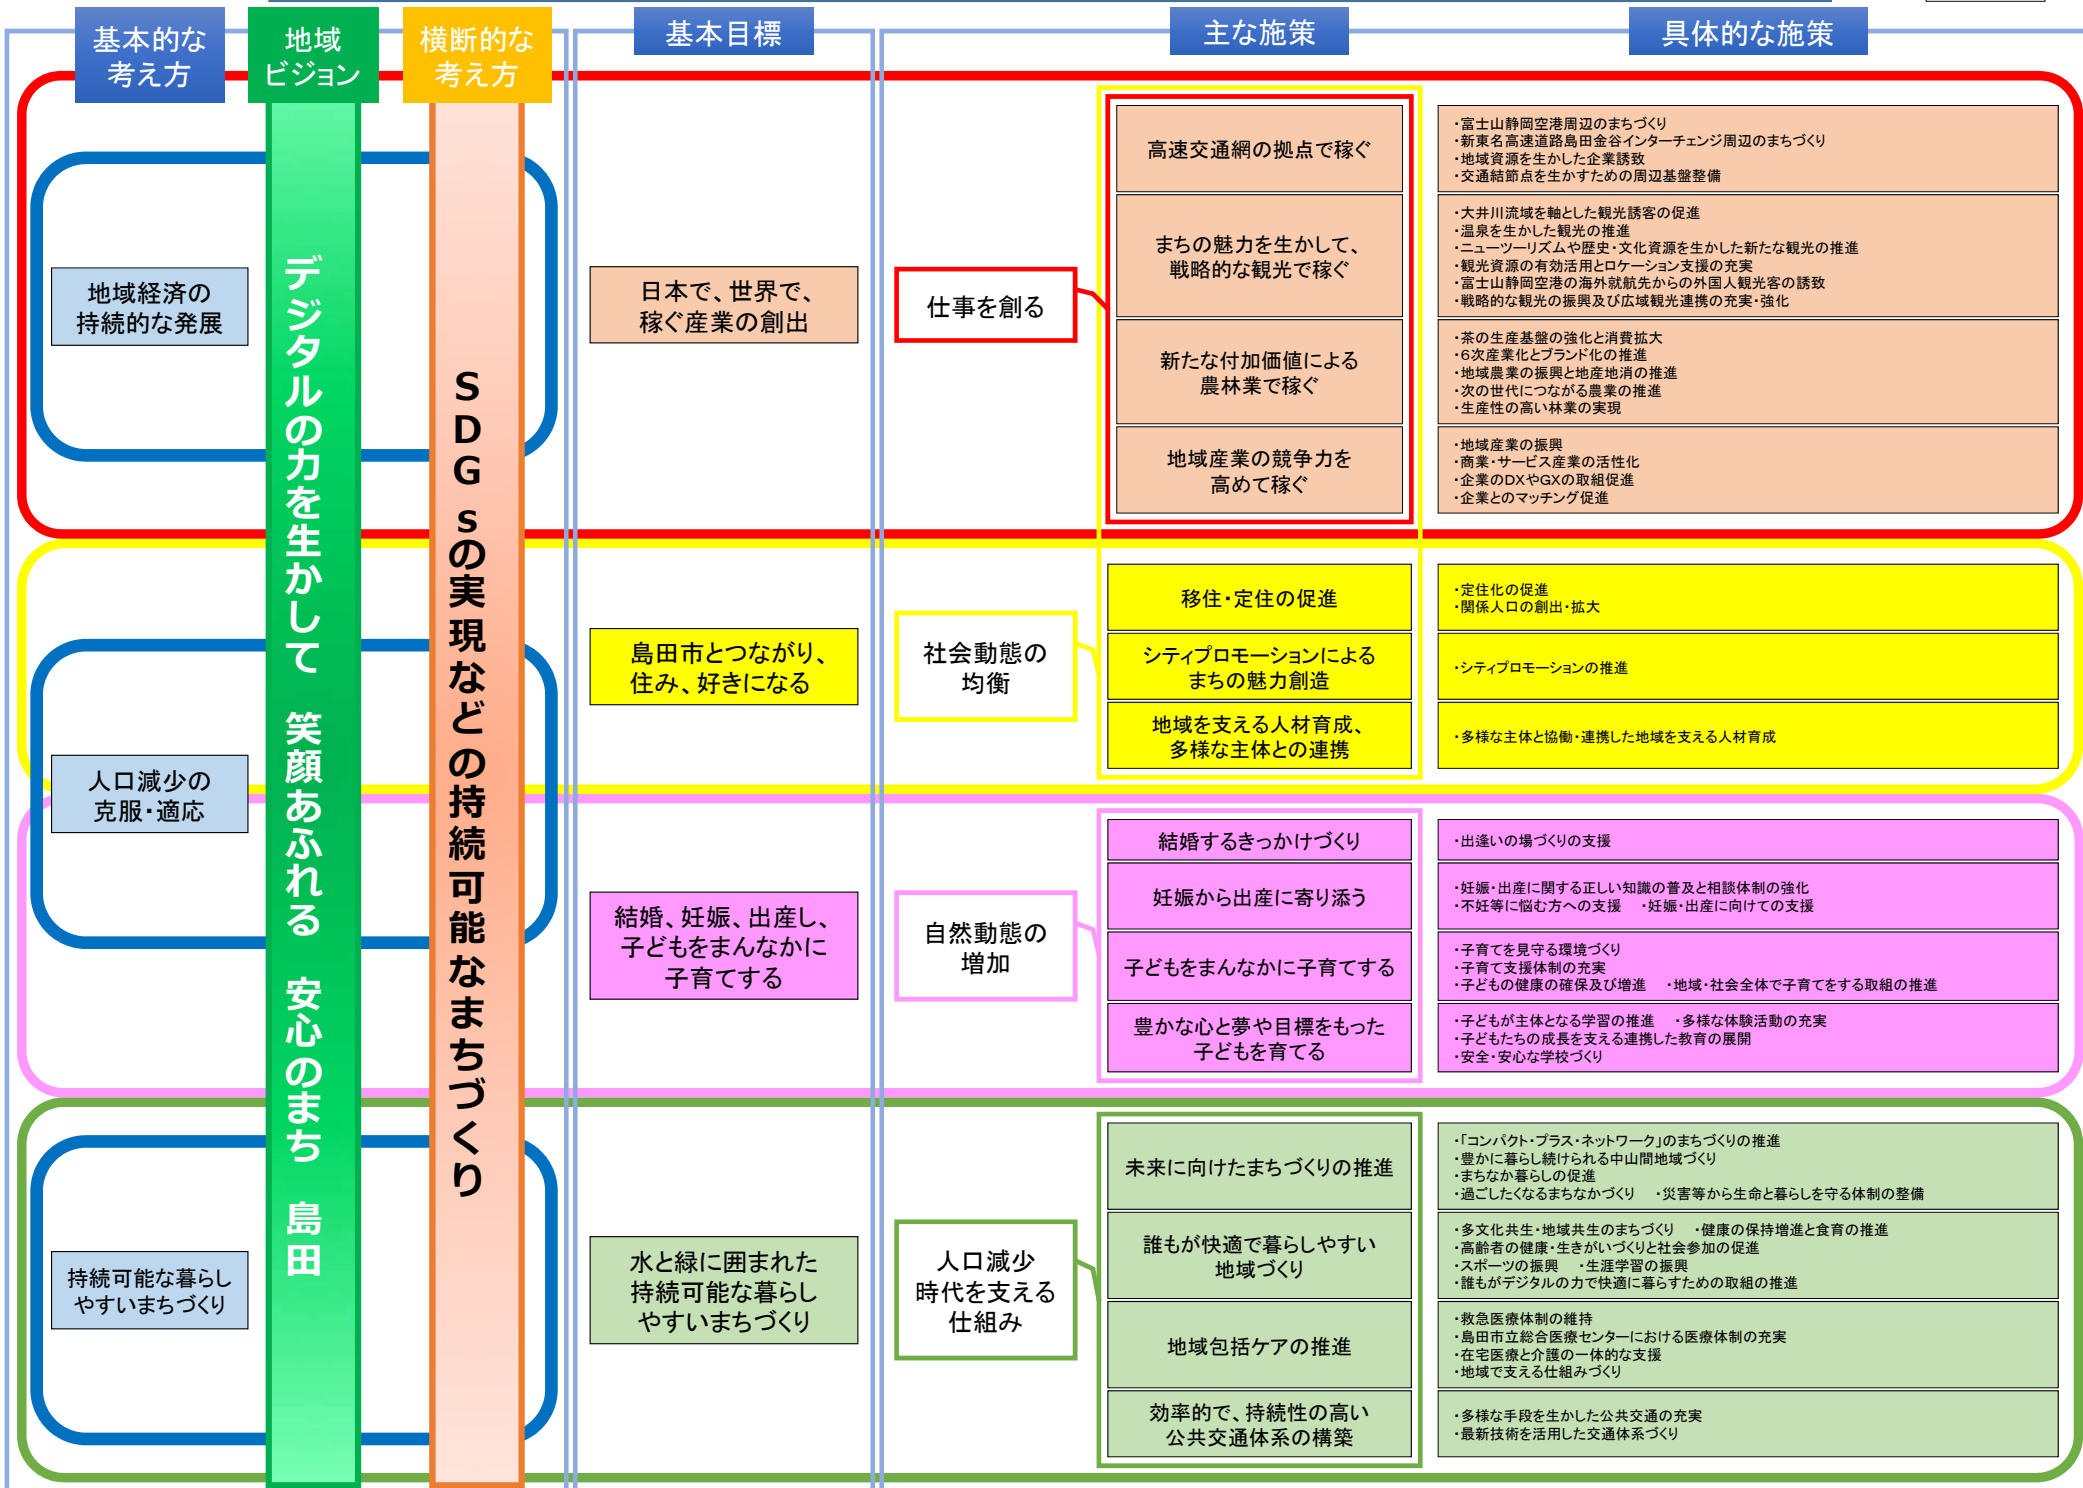 基本的な
考え方
地域
ビジョン
横断的な
考え方
基本目標
主な施策
具体的な施策
デジタルの力を生かして 笑顔あふれる 安心のまち 島田
SDGsの実現などの持続可能なまちづくり
地域経済の
持続的な発展
日本で、世界で、
稼ぐ産業の創出
仕事を創る
高速交通網の拠点で稼ぐ
・富士山静岡空港周辺のまちづくり
・新東名高速道路島田金谷インターチェンジ周辺のまちづくり
・地域資源を生かした企業誘致
・交通結節点を生かすための周辺基盤整備
まちの魅力を生かして、
戦略的な観光で稼ぐ
・大井川流域を軸とした観光誘客の促進
・温泉を生かした観光の推進
・ニューツーリズムや歴史・文化資源を生かした新たな観光の推進
・観光資源の有効活用とロケーション支援の充実
・富士山静岡空港の海外就航先からの外国人観光客の誘致
・戦略的な観光の振興及び広域観光連携の充実・強化
新たな付加価値による
農林業で稼ぐ
・茶の生産基盤の強化と消費拡大
・6次産業化とブランド化の推進
・地域農業の振興と地産地消の推進
・次の世代につながる農業の推進
・生産性の高い林業の実現
地域産業の競争力を
高めて稼ぐ
・地域産業の振興
・商業・サービス産業の活性化
・企業のDXやGXの取組促進
・企業とのマッチング促進
人口減少の
克服・適応
島田市とつながり、
住み、好きになる
社会動態の
均衡
移住・定住の促進
・定住化の促進
・関係人口の創出・拡大
シティプロモーションによる
まちの魅力創造
・シティプロモーションの推進
地域を支える人材育成、
多様な主体との連携
・多様な主体と協働・連携した地域を支える人材育成
結婚、妊娠、出産し、
子どもをまんなかに
子育てする
自然動態の
増加
結婚するきっかけづくり
・出逢いの場づくりの支援
妊娠から出産に寄り添う
・妊娠・出産に関する正しい知識の普及と相談体制の強化
・不妊等に悩む方への支援 ・妊娠・出産に向けての支援
子どもをまんなかに子育てする
・子育てを見守る環境づくり
・子育て支援体制の充実
・子どもの健康の確保及び増進 ・地域・社会全体で子育てをする取組の推進
豊かな心と夢や目標をもった
子どもを育てる
・子どもが主体となる学習の推進 ・多様な体験活動の充実
・子どもたちの成長を支える連携した教育の展開
・安全・安心な学校づくり
持続可能な暮らし
やすいまちづくり
水と緑に囲まれた
持続可能な暮らし
やすいまちづくり
人口減少
時代を支える
仕組み
未来に向けたまちづくりの推進
・「コンパクト・プラス・ネットワーク」のまちづくりの推進
・豊かに暮らし続けられる中山間地域づくり
・まちなか暮らしの促進
・過ごしたくなるまちなかづくり ・災害等から生命と暮らしを守る体制の整備
誰もが快適で暮らしやすい
地域づくり
・多文化共生・地域共生のまちづくり ・健康の保持増進と食育の推進
・高齢者の健康・生きがいづくりと社会参加の促進
・スポーツの振興 ・生涯学習の振興
・誰もがデジタルの力で快適に暮らすための取組の推進
地域包括ケアの推進
・救急医療体制の維持
・島田市立総合医療センターにおける医療体制の充実
・在宅医療と介護の一体的な支援
・地域で支える仕組みづくり
効率的で、持続性の高い
公共交通体系の構築
・多様な手段を生かした公共交通の充実
・最新技術を活用した交通体系づくり